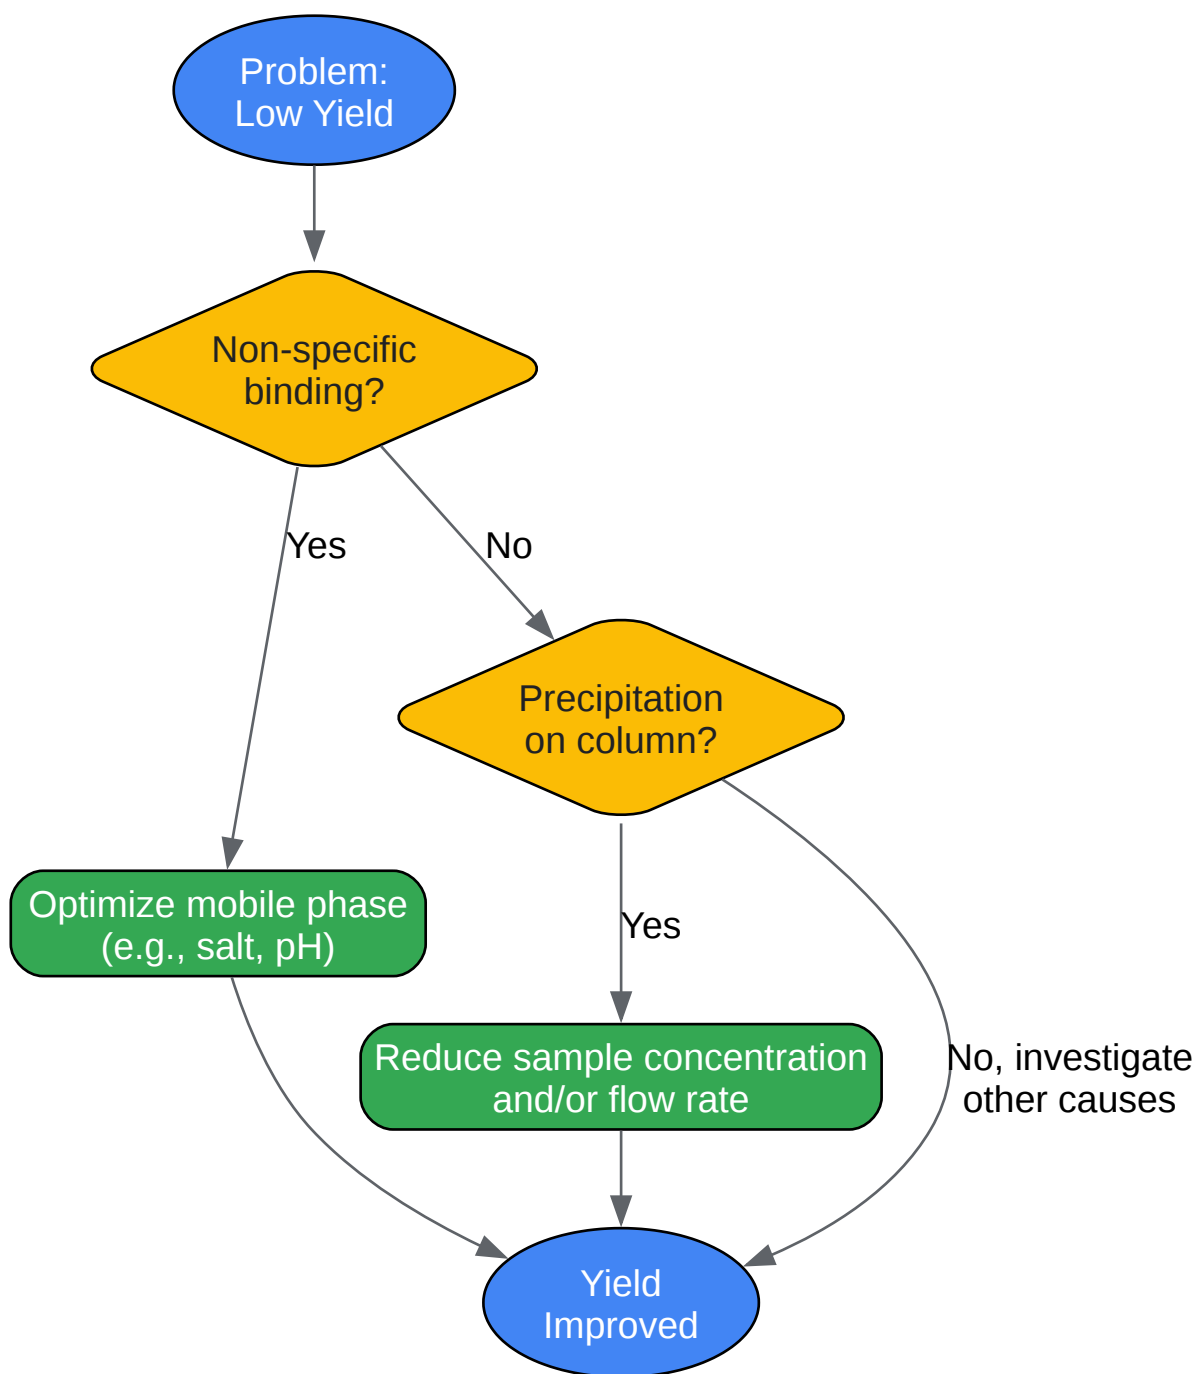 Problem:
Low Yield
Non-specific
binding?
Yes
No
Precipitation
on column?
Optimize mobile phase
(e.g., salt, pH)
Yes
Reduce sample concentration
and/or flow rate
No, investigate
other causes
Yield
Improved